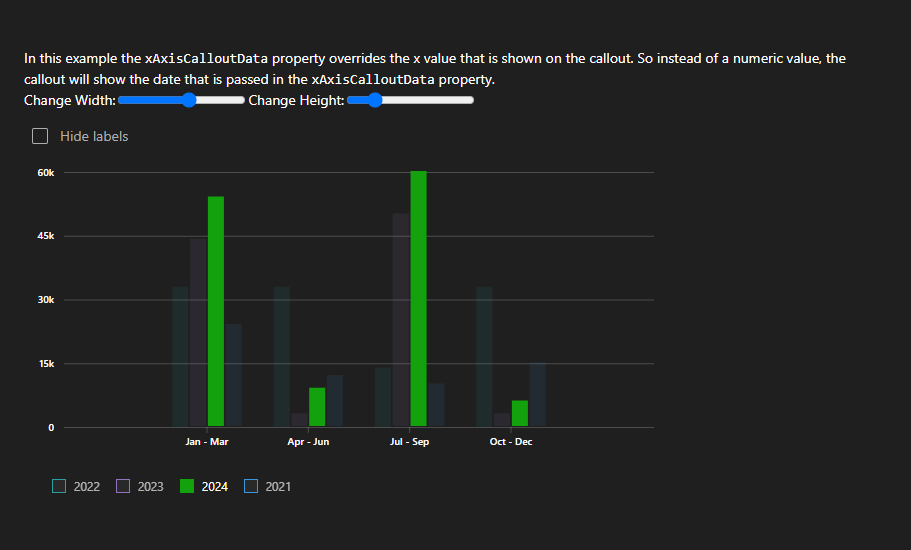 In this example the xAxisCalloutData property overrides the x value that is shown on the callout. So instead of a numeric value, the
callout will show the date that is passed in the xAxisCalloutData property.
Change Width: Change Height:
Hide labels
60k
45k
30k
15k
0
Jan - Mar Apr - Jun Jul - Sep Oct - Dec
2022 2023 2024 2021